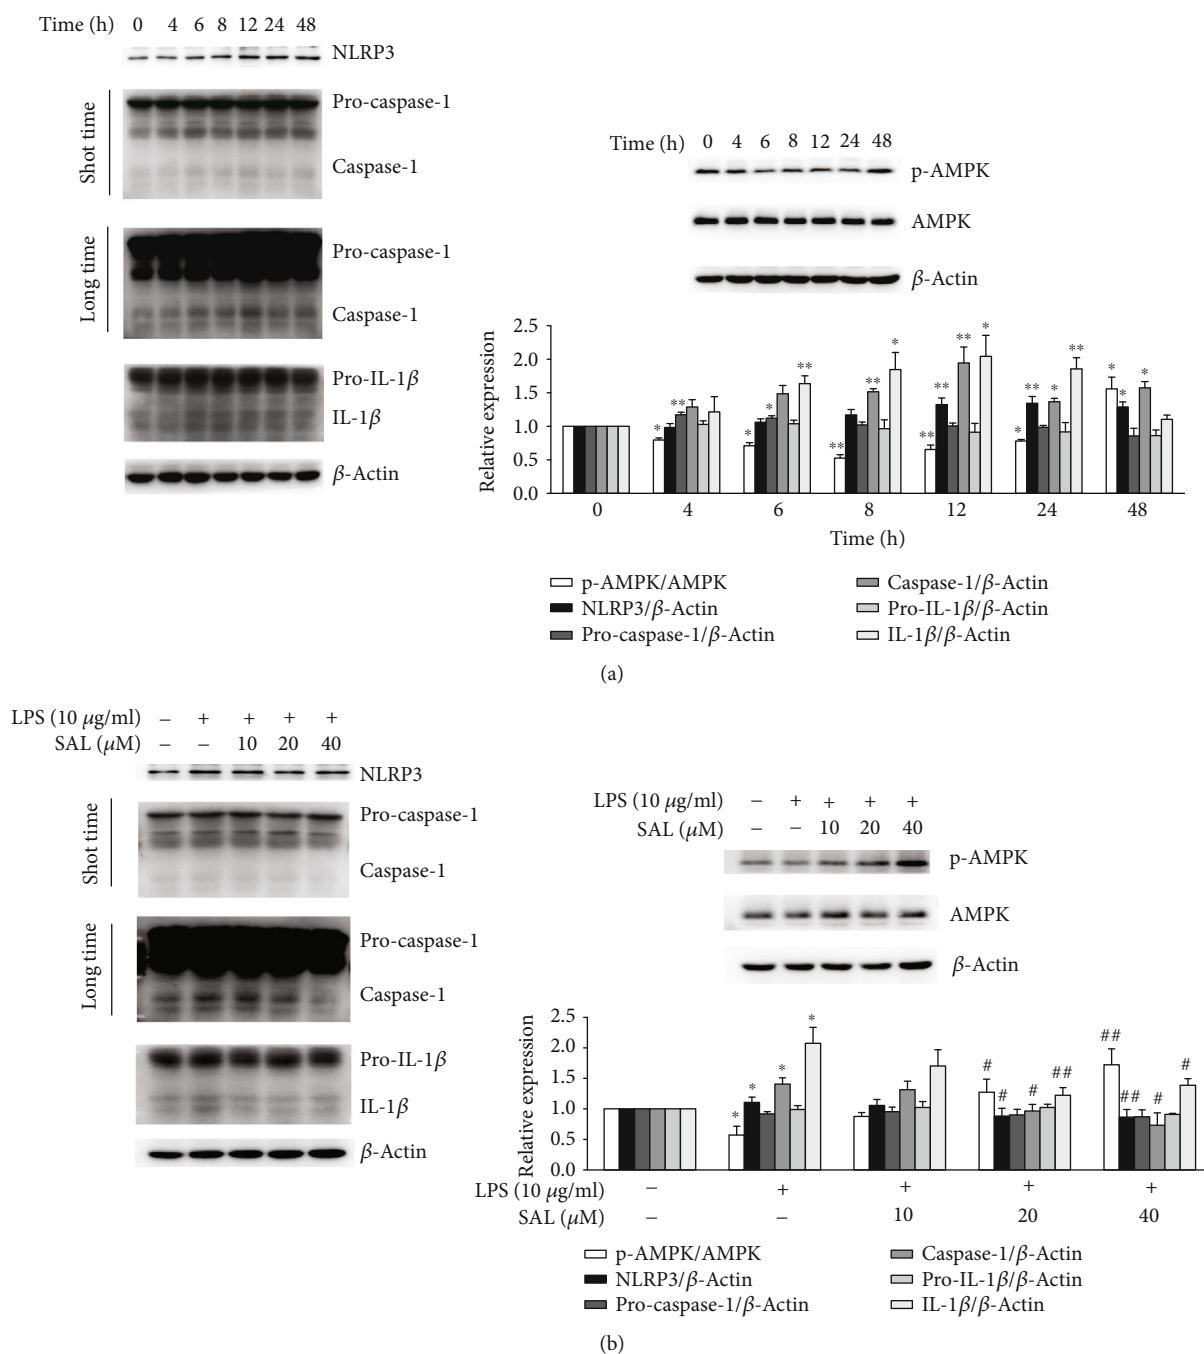 Time (h) 0 4 6 8 12 24 48
NLRP3
Shot time
Pro-caspase-1
Caspase-1
Long time
Pro-caspase-1
Caspase-1
Pro-IL-1β
IL-1β
β-Actin
Time (h) 0 4 6 8 12 24 48
p-AMPK
AMPK
β-Actin
Relative expression
2.5
2.0
1.5
1.0
0.5
0.0
* ** * * ** ** ** * ** ** ** * * ** * ** * * *
0 4 6 8 12 24 48
Time (h)
p-AMPK/AMPK
NLRP3/β-Actin
Pro-caspase-1/β-Actin
Caspase-1/β-Actin
Pro-IL-1β/β-Actin
IL-1β/β-Actin
(a)
LPS (10 μg/ml) – + + + +
SAL (μM) – – 10 20 40
NLRP3
Shot time
Pro-caspase-1
Caspase-1
Long time
Pro-caspase-1
Caspase-1
Pro-IL-1β
IL-1β
β-Actin
LPS (10 μg/ml) – + + + +
SAL (μM) – – 10 20 40
p-AMPK
AMPK
β-Actin
Relative expression
2.5
2.0
1.5
1.0
0.5
0.0
* * * * # # # ## ## ## # #
LPS (10 μg/ml) – + + + +
SAL (μM) – – 10 20 40
p-AMPK/AMPK
NLRP3/β-Actin
Pro-caspase-1/β-Actin
Caspase-1/β-Actin
Pro-IL-1β/β-Actin
IL-1β/β-Actin
(b)